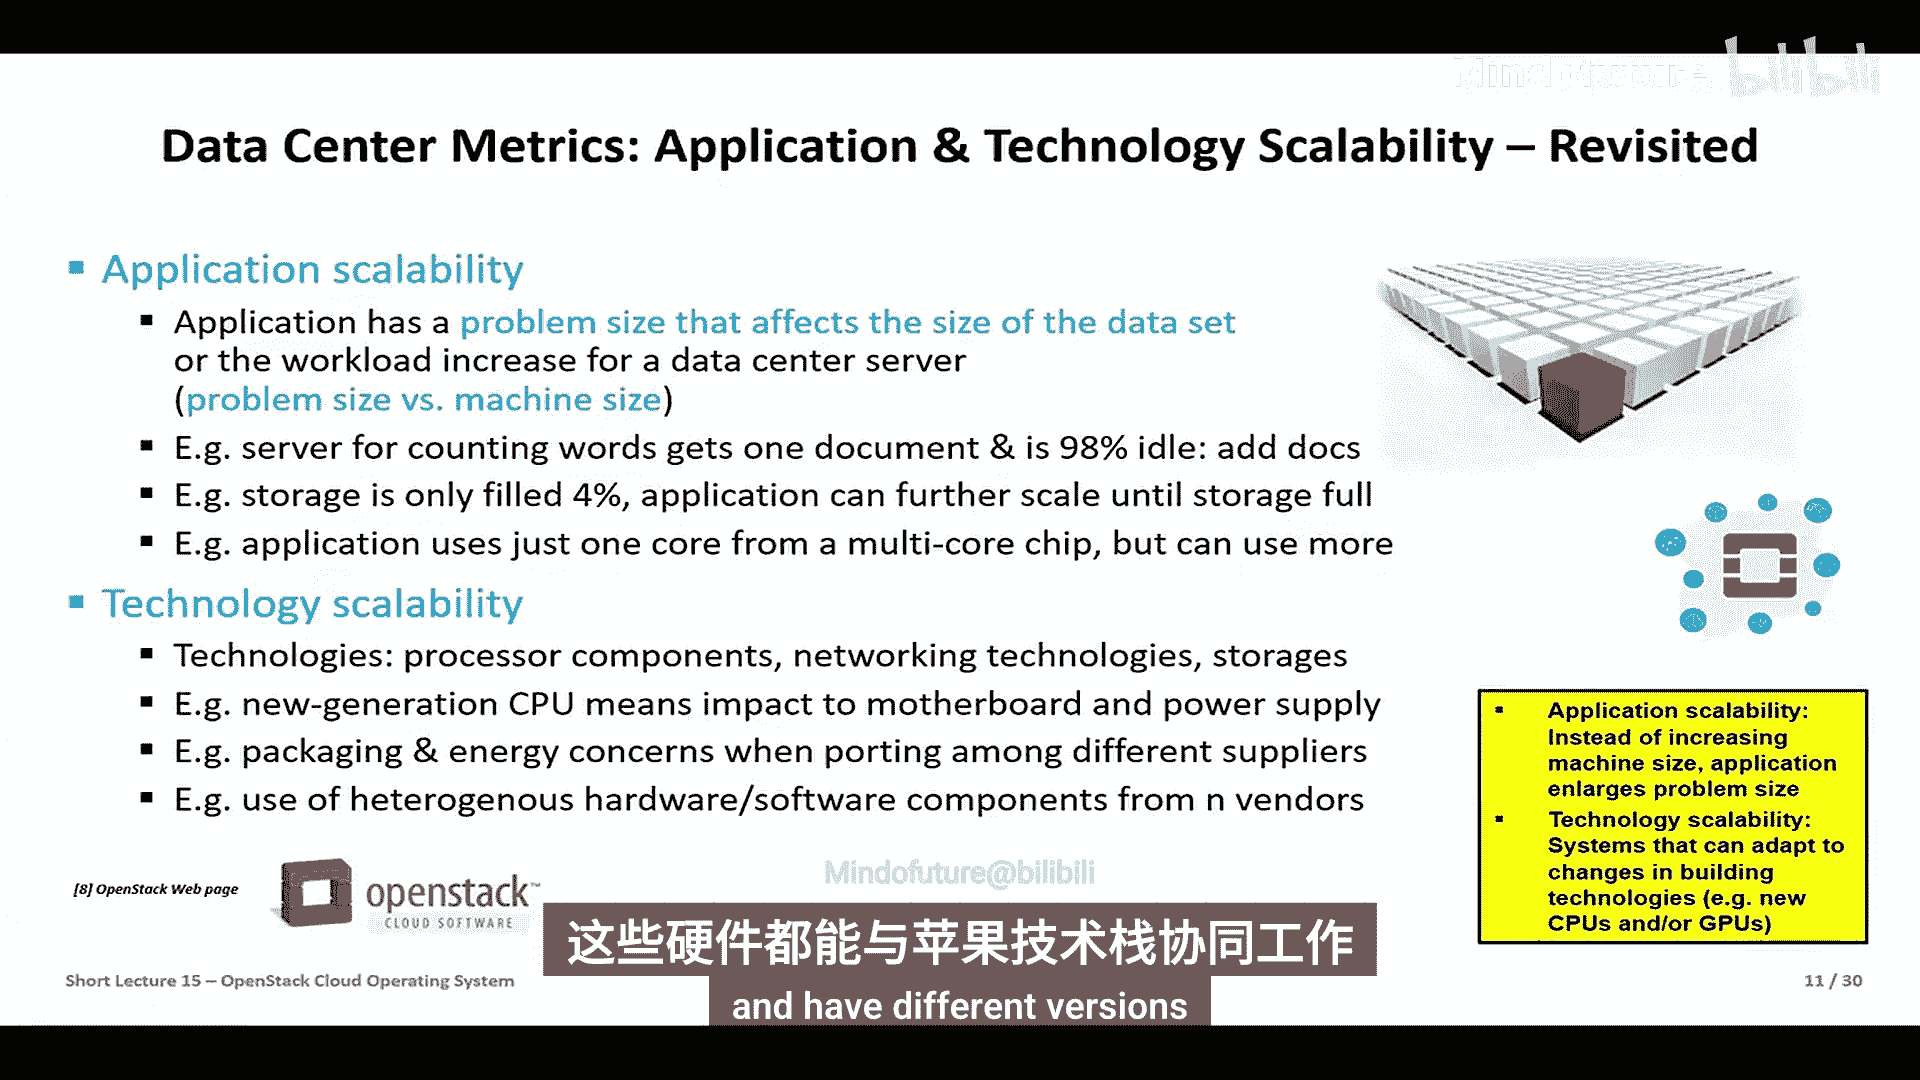 Mindofuture bilibili
Data Center Metrics: Application & Technology Scalability – Revisited
▪ Application scalability
▪ Application has a problem size that affects the size of the data set
or the workload increase for a data center server
(problem size vs. machine size)
▪ E.g. server for counting words gets one document & is 98% idle: add docs
▪ E.g. storage is only filled 4%, application can further scale until storage full
▪ E.g. application uses just one core from a multi-core chip, but can use more
▪ Technology scalability
▪ Technologies: processor components, networking technologies, storages
▪ E.g. new-generation CPU means impact to motherboard and power supply
▪ E.g. packaging & energy concerns when porting among different suppliers
▪ E.g. use of heterogenous hardware/software components from n vendors
▪ Application scalability:
Instead of increasing
machine size, application
enlarges problem size
▪ Technology scalability:
Systems that can adapt to
changes in building
technologies (e.g. new
CPUs and/or GPUs)
[8] OpenStack Web page
openstack™
CLOUD SOFTWARE
Mindofuture@bilibili
这些硬件都能与苹果技术栈协同工作
and have different versions
Short Lecture 15 – OpenStack Cloud Operating System
11 / 30